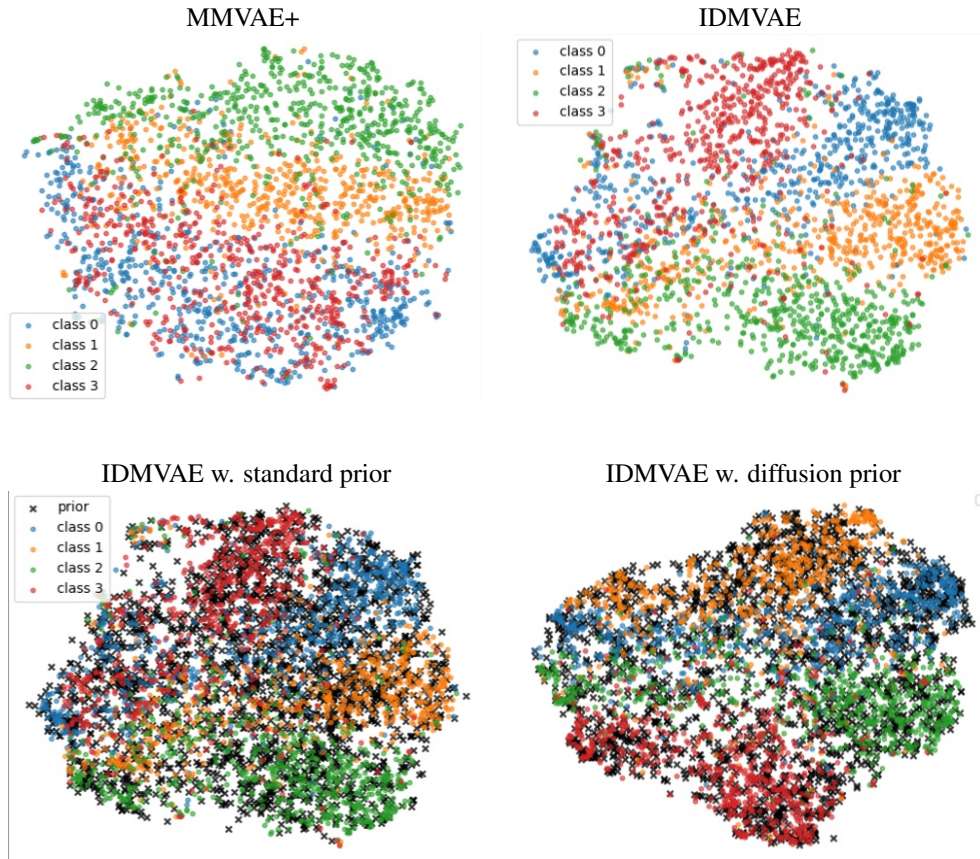 MMVAE+
IDMVAE
class 0
class 1
class 2
class 3
class 0
class 1
class 2
class 3
IDMVAE w. standard prior
IDMVAE w. diffusion prior
prior
class 0
class 1
class 2
class 3